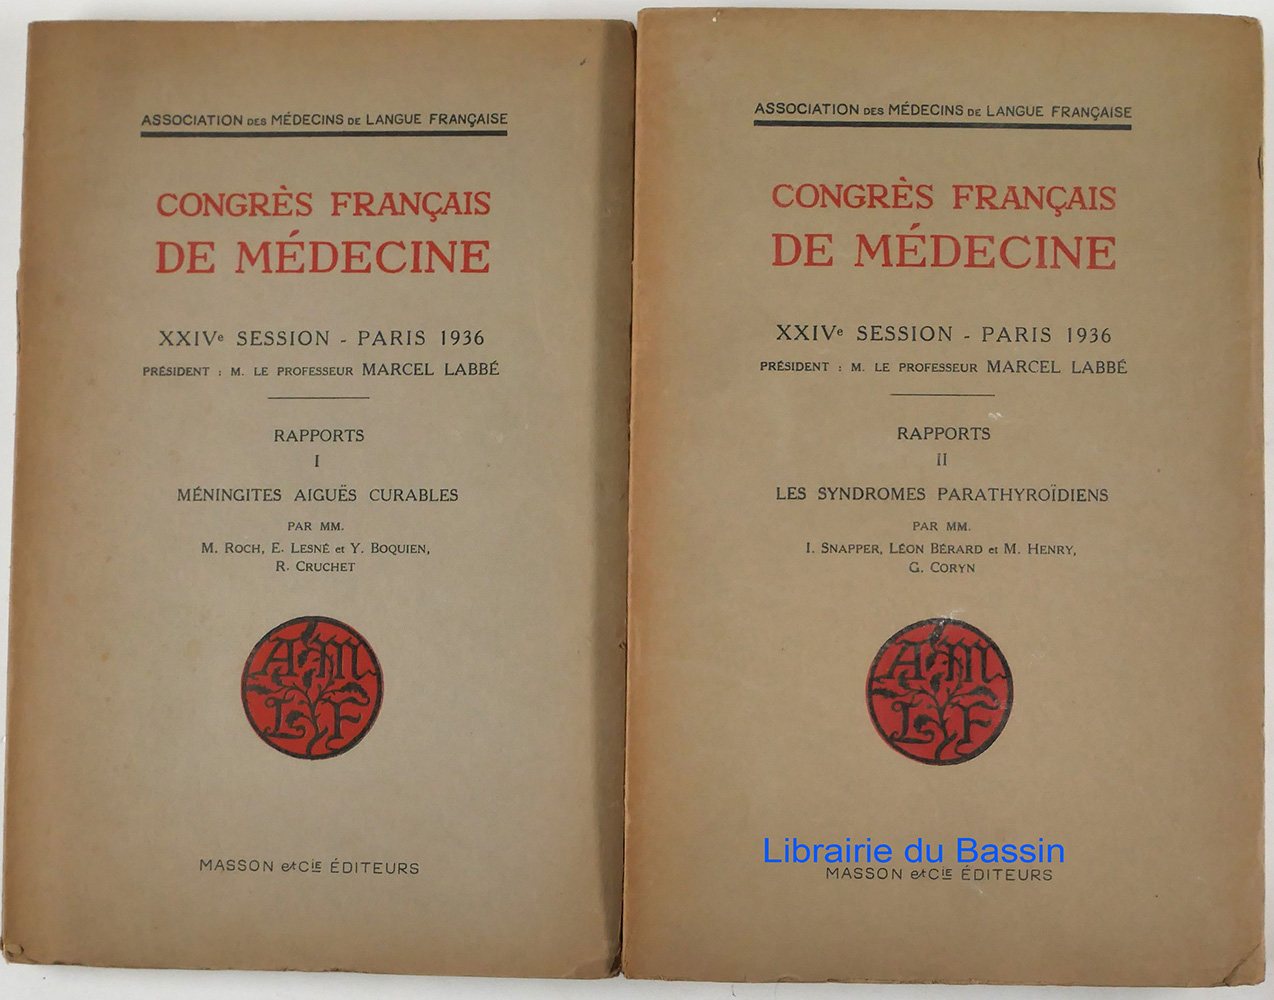 ASSOCIATION DES MÉDECINS DE LANGUE FRANÇAISE
CONGRÈS FRANÇAIS
DE MÉDECINE
XXIVe SESSION - PARIS 1936
PRÉSIDENT : M. LE PROFESSEUR MARCEL LABBÉ
RAPPORTS
I
MÉNINGITES AIGUËS CURABLES
PAR MM.
M. ROCH, E. LESNÉ et Y. BOQUIEN,
R. CRUCHET
AMLF
MASSON et CIE ÉDITEURS
ASSOCIATION DES MÉDECINS DE LANGUE FRANÇAISE
CONGRÈS FRANÇAIS
DE MÉDECINE
XXIVe SESSION - PARIS 1936
PRÉSIDENT : M. LE PROFESSEUR MARCEL LABBÉ
RAPPORTS
II
LES SYNDROMES PARATHYROÏDIENS
PAR MM.
I. SNAPPER, LÉON BÉRARD et M. HENRY,
G. CORYN
AMLF
Librairie du Bassin
MASSON et CIE ÉDITEURS